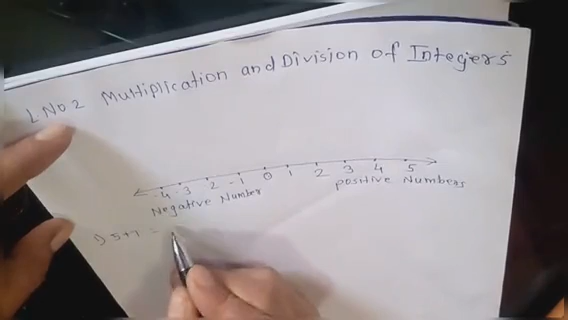 L No 2 Multiplication and Division of Integers
-4 -3 -2 -1 0 1 2 3 4 5
Negative Number positive Numbers
1) 5+7 =